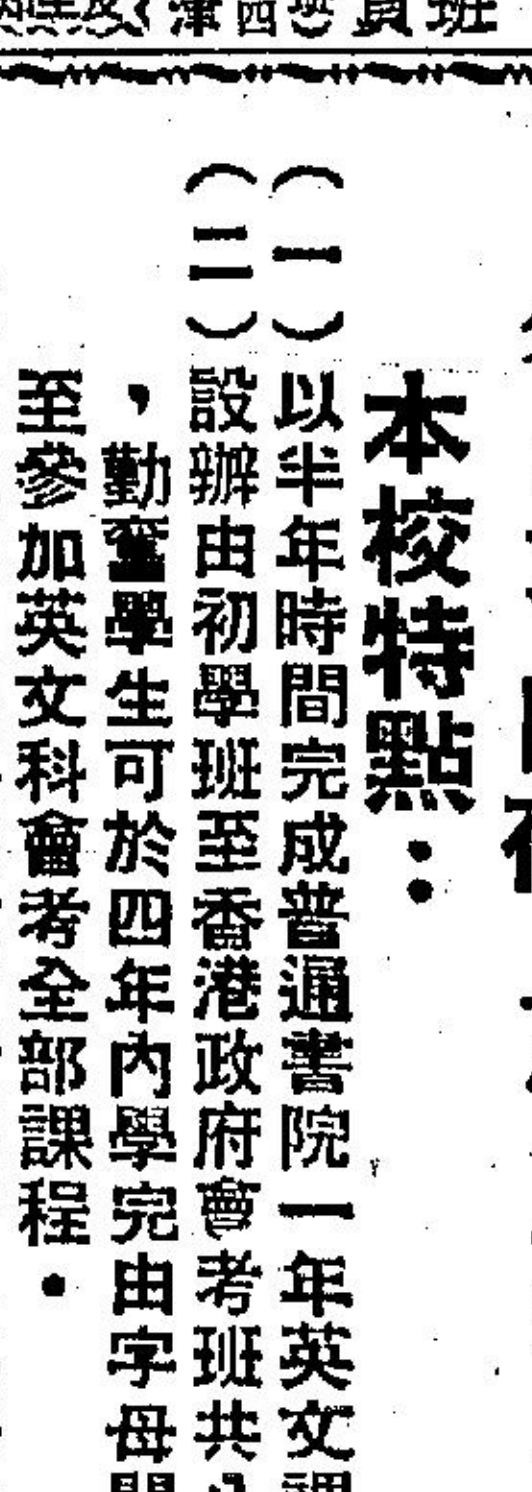 本校特點：
（一）以半年時間完成普通書院一年英文課
（二）設辦由初學班至香港政府會考班共
，勤奮學生可於四年內學完由字母開
至參加英文科會考全部課程．